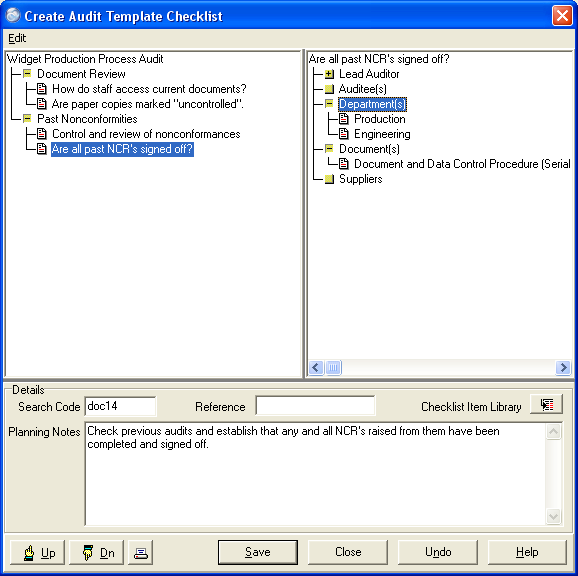 Create Audit Template Checklist
Edit
Widget Production Process Audit
Document Review
How do staff access current documents?
Are paper copies marked "uncontrolled".
Past Nonconformities
Control and review of nonconformances
Are all past NCR's signed off?
Are all past NCR's signed off?
Lead Auditor
Auditee(s)
Department(s)
Production
Engineering
Document(s)
Document and Data Control Procedure (Serial
Suppliers
Details
Search Code doc14 Reference Checklist Item Library
Planning Notes Check previous audits and establish that any and all NCR's raised from them have been
completed and signed off.
Up Dn Save Close Undo Help